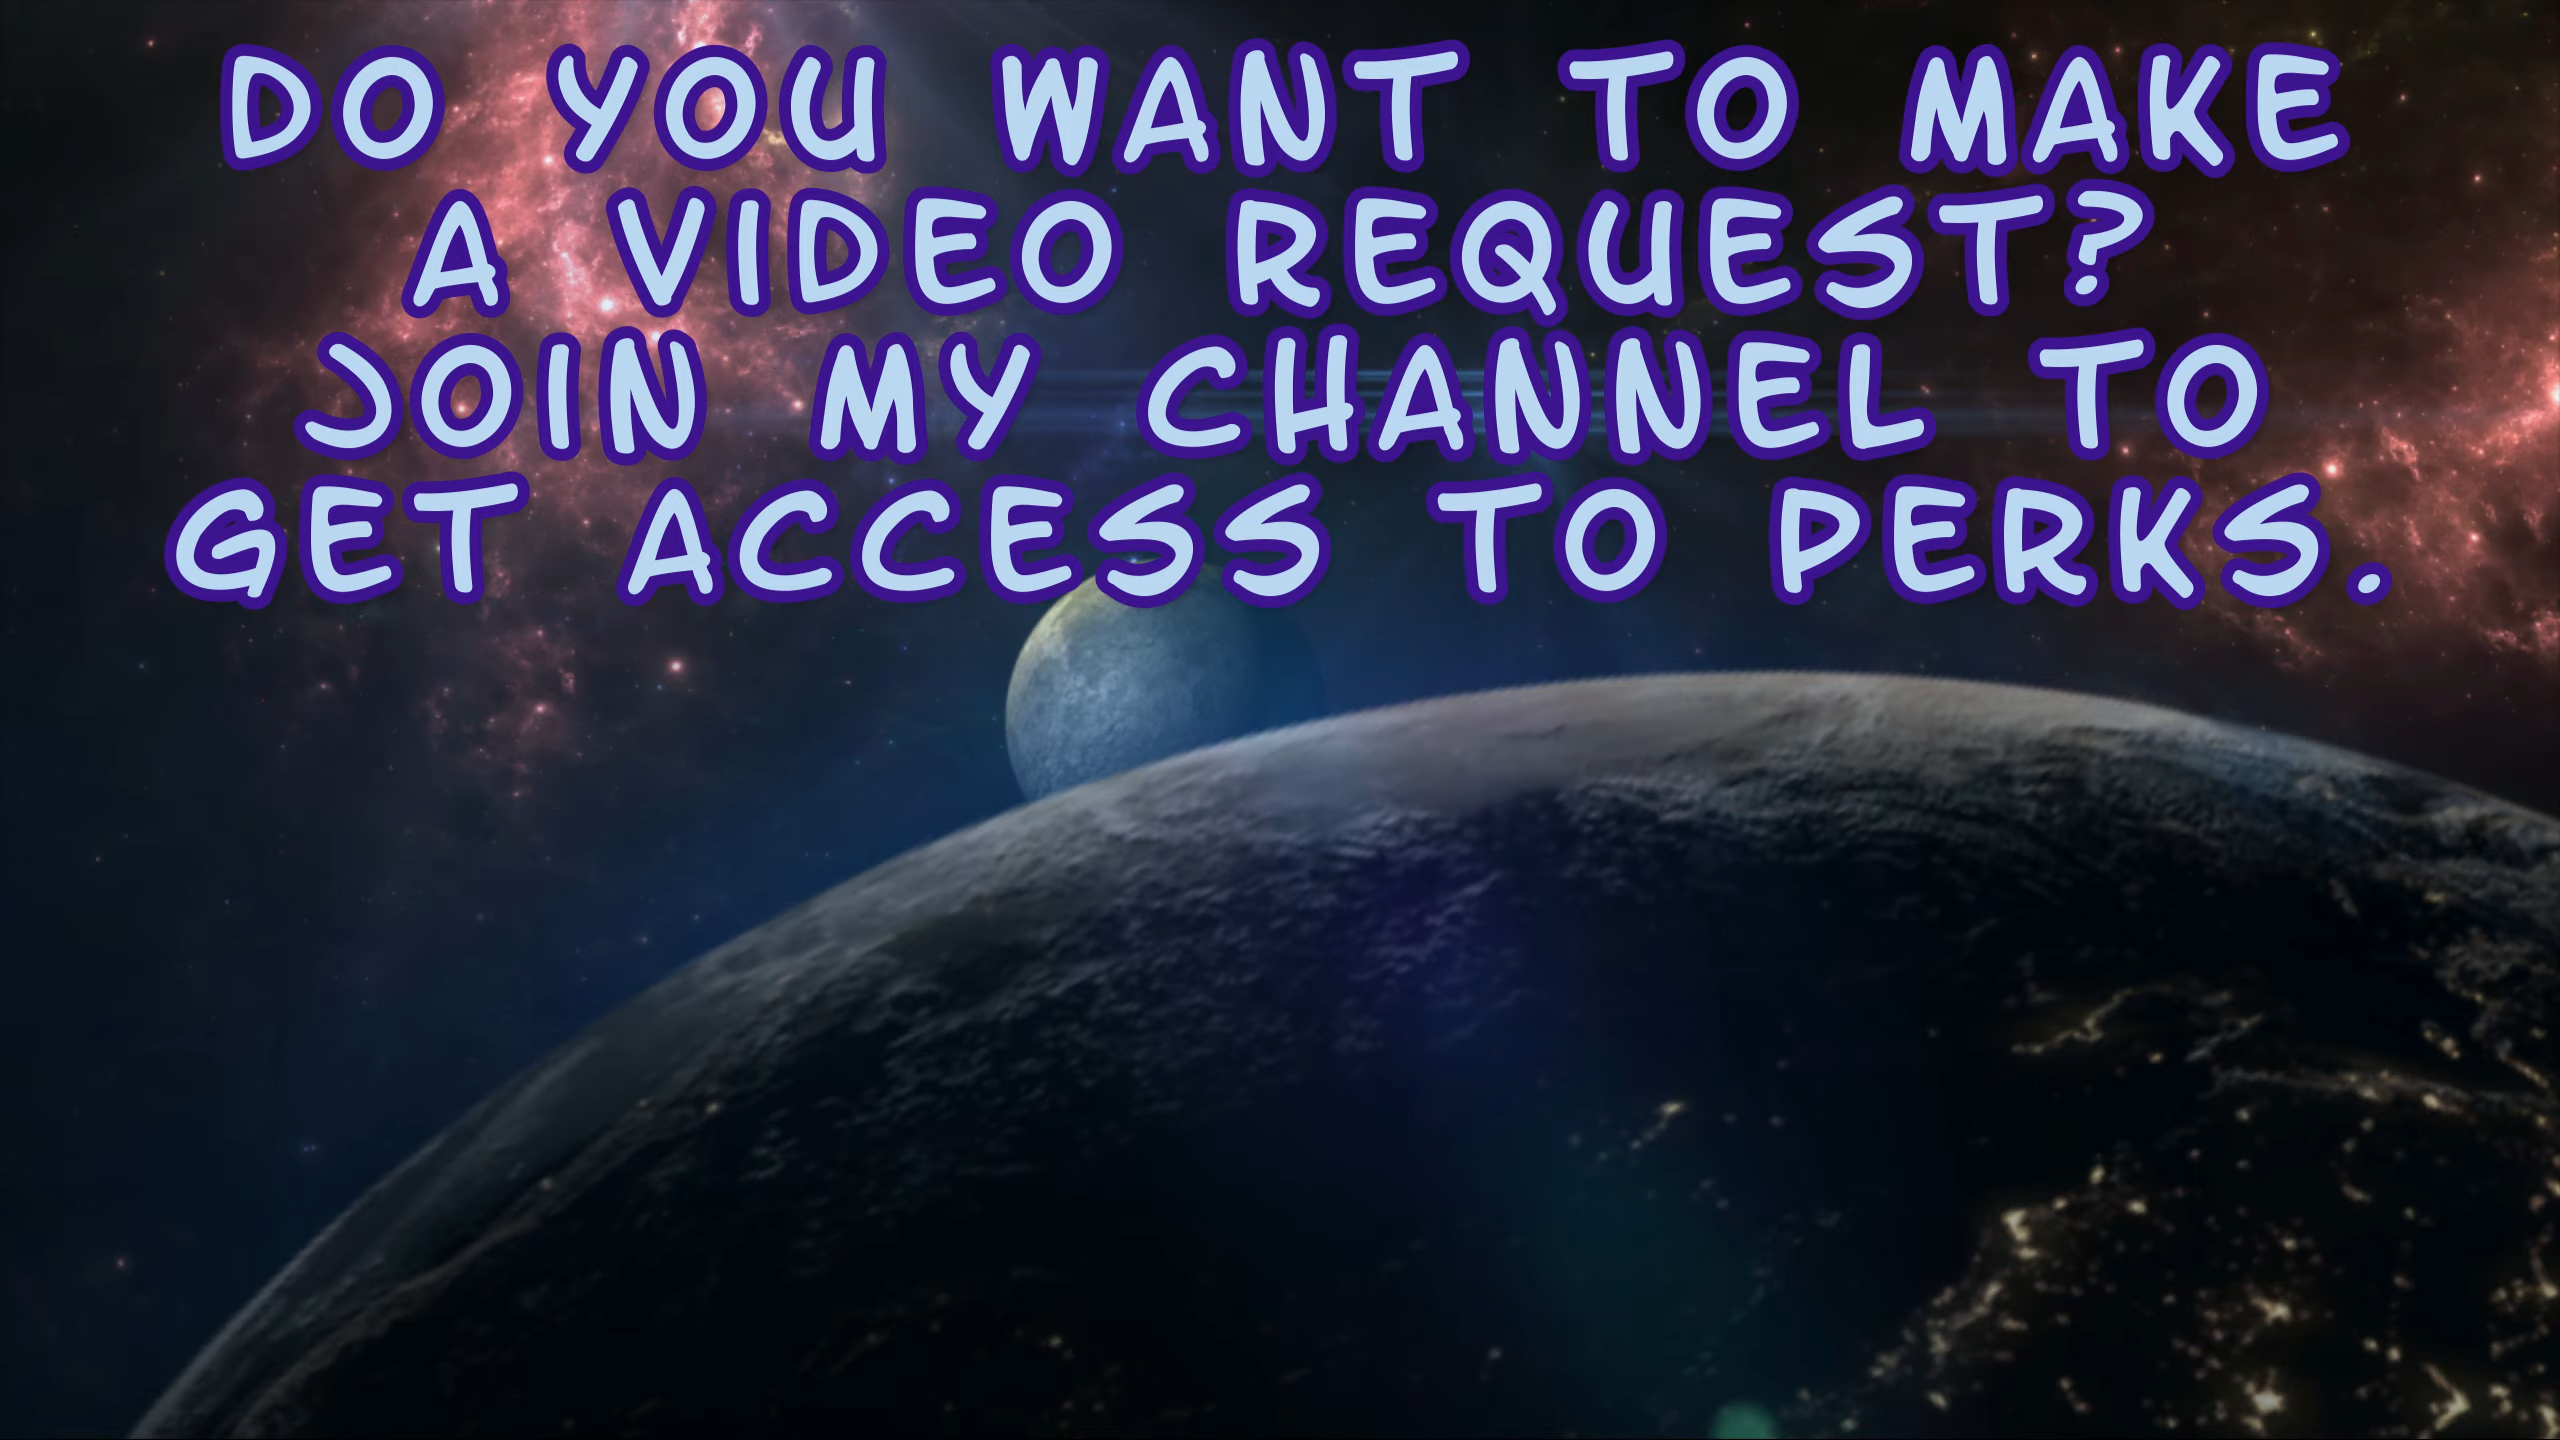 DO YOU WANT TO MAKE
A VIDEO REQUEST?
JOIN MY CHANNEL TO
GET ACCESS TO PERKS.